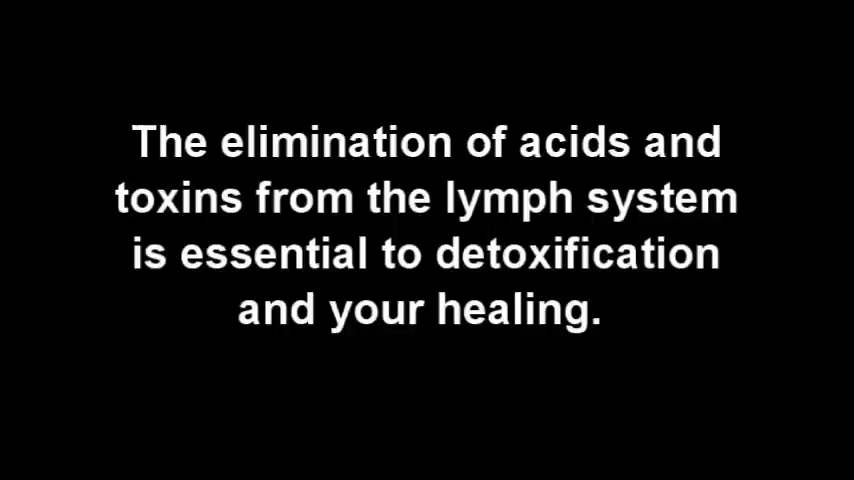 The elimination of acids and
toxins from the lymph system
is essential to detoxification
and your healing.